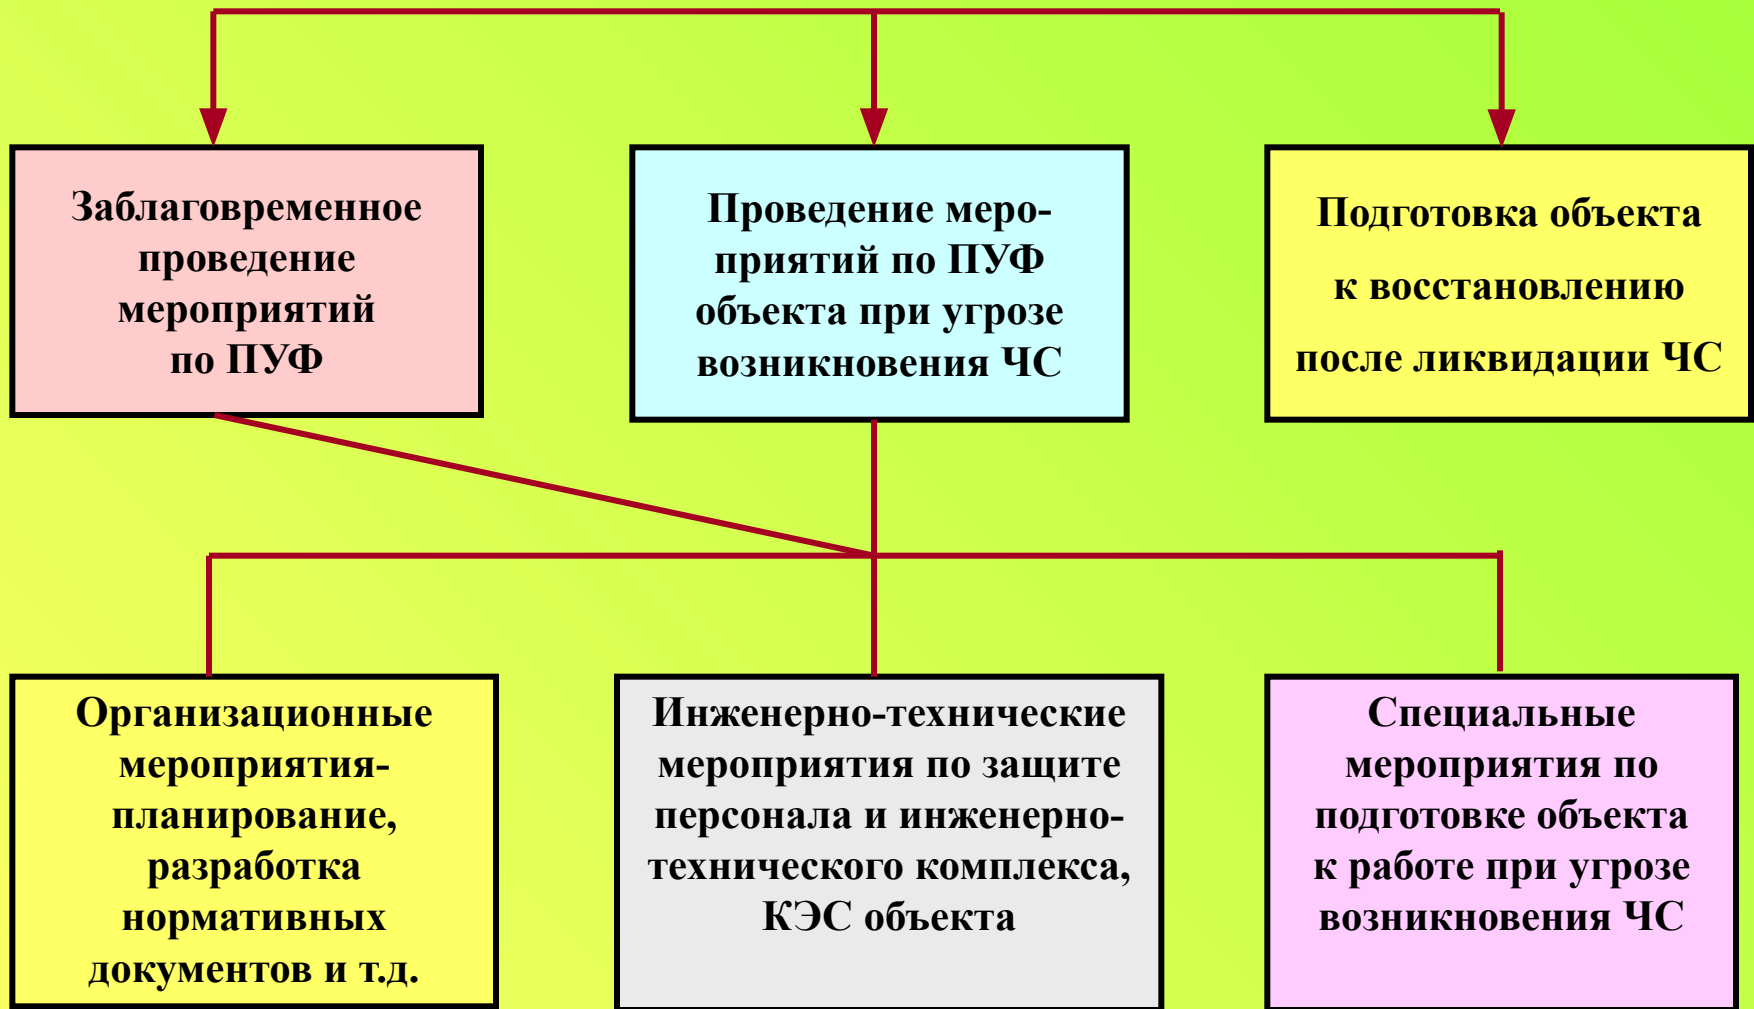 Заблаговременное
проведение
мероприятий
по ПУФ
Проведение меро-
приятий по ПУФ
объекта при угрозе
возникновения ЧС
Подготовка объекта
к восстановлению
после ликвидации ЧС
Организационные
мероприятия-
планирование,
разработка
нормативных
документов и т.д.
Инженерно-технические
мероприятия по защите
персонала и инженерно-
технического комплекса,
КЭС объекта
Специальные
мероприятия по
подготовке объекта
к работе при угрозе
возникновения ЧС